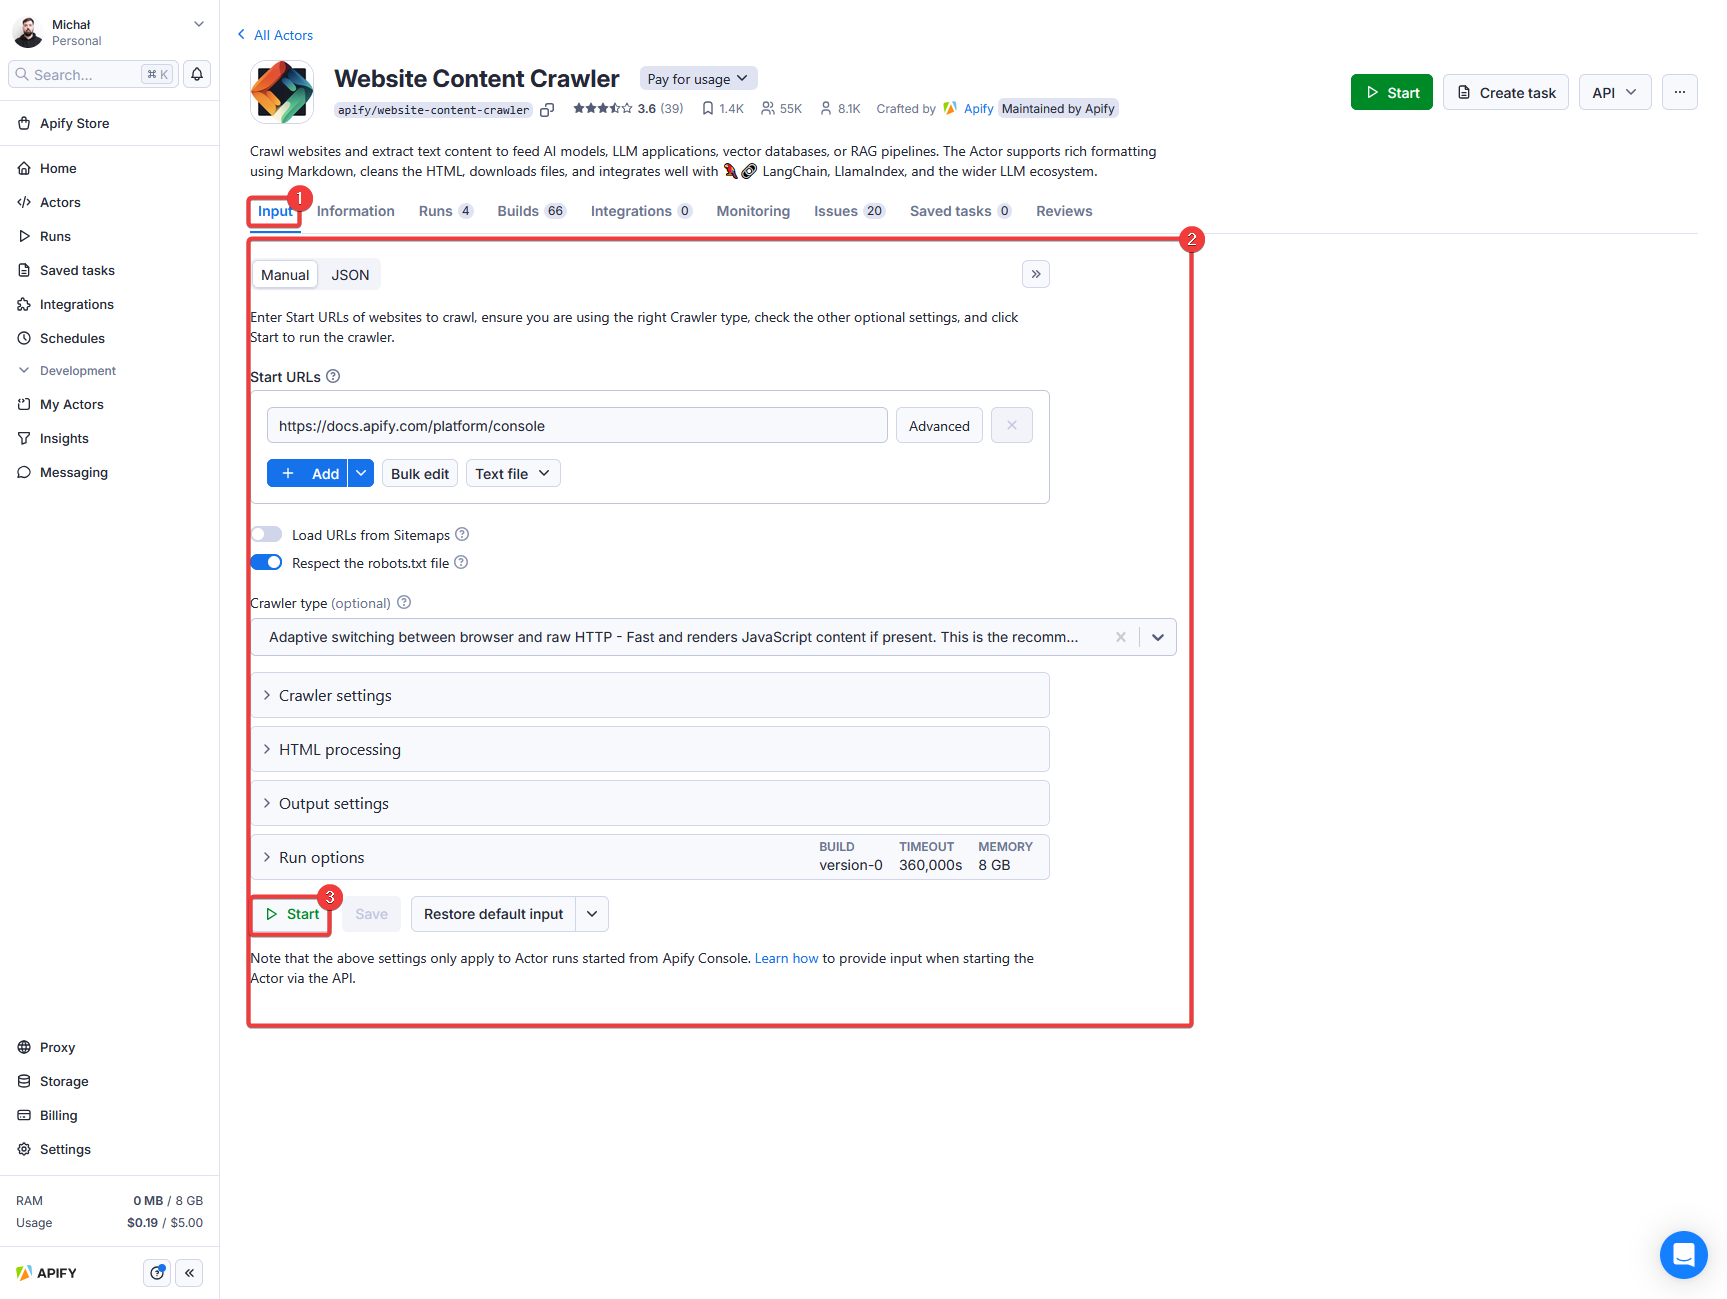 Michał
Personal
Search...
⌘ K
Apify Store
Home
Actors
Runs
Saved tasks
Integrations
Schedules
Development
My Actors
Insights
Messaging
Proxy
Storage
Billing
Settings
RAM 0 MB / 8 GB
Usage $0.19 / $5.00
APIFY
All Actors
Website Content Crawler Pay for usage
apify/website-content-crawler 3.6 (39) 1.4K 55K 8.1K Crafted by Apify Maintained by Apify
Start Create task API ...
Crawl websites and extract text content to feed AI models, LLM applications, vector databases, or RAG pipelines. The Actor supports rich formatting
using Markdown, cleans the HTML, downloads files, and integrates well with 🦜🔗 LangChain, LlamaIndex, and the wider LLM ecosystem.
1
Input Information Runs 4 Builds 66 Integrations 0 Monitoring Issues 20 Saved tasks 0 Reviews
2
Manual JSON
Enter Start URLs of websites to crawl, ensure you are using the right Crawler type, check the other optional settings, and click
Start to run the crawler.
Start URLs
https://docs.apify.com/platform/console Advanced
+ Add Bulk edit Text file
Load URLs from Sitemaps
Respect the robots.txt file
Crawler type (optional)
Adaptive switching between browser and raw HTTP - Fast and renders JavaScript content if present. This is the recomm...
Crawler settings
HTML processing
Output settings
Run options
BUILD TIMEOUT MEMORY
version-0 360,000s 8 GB
3
Start Save Restore default input
Note that the above settings only apply to Actor runs started from Apify Console. Learn how to provide input when starting the
Actor via the API.